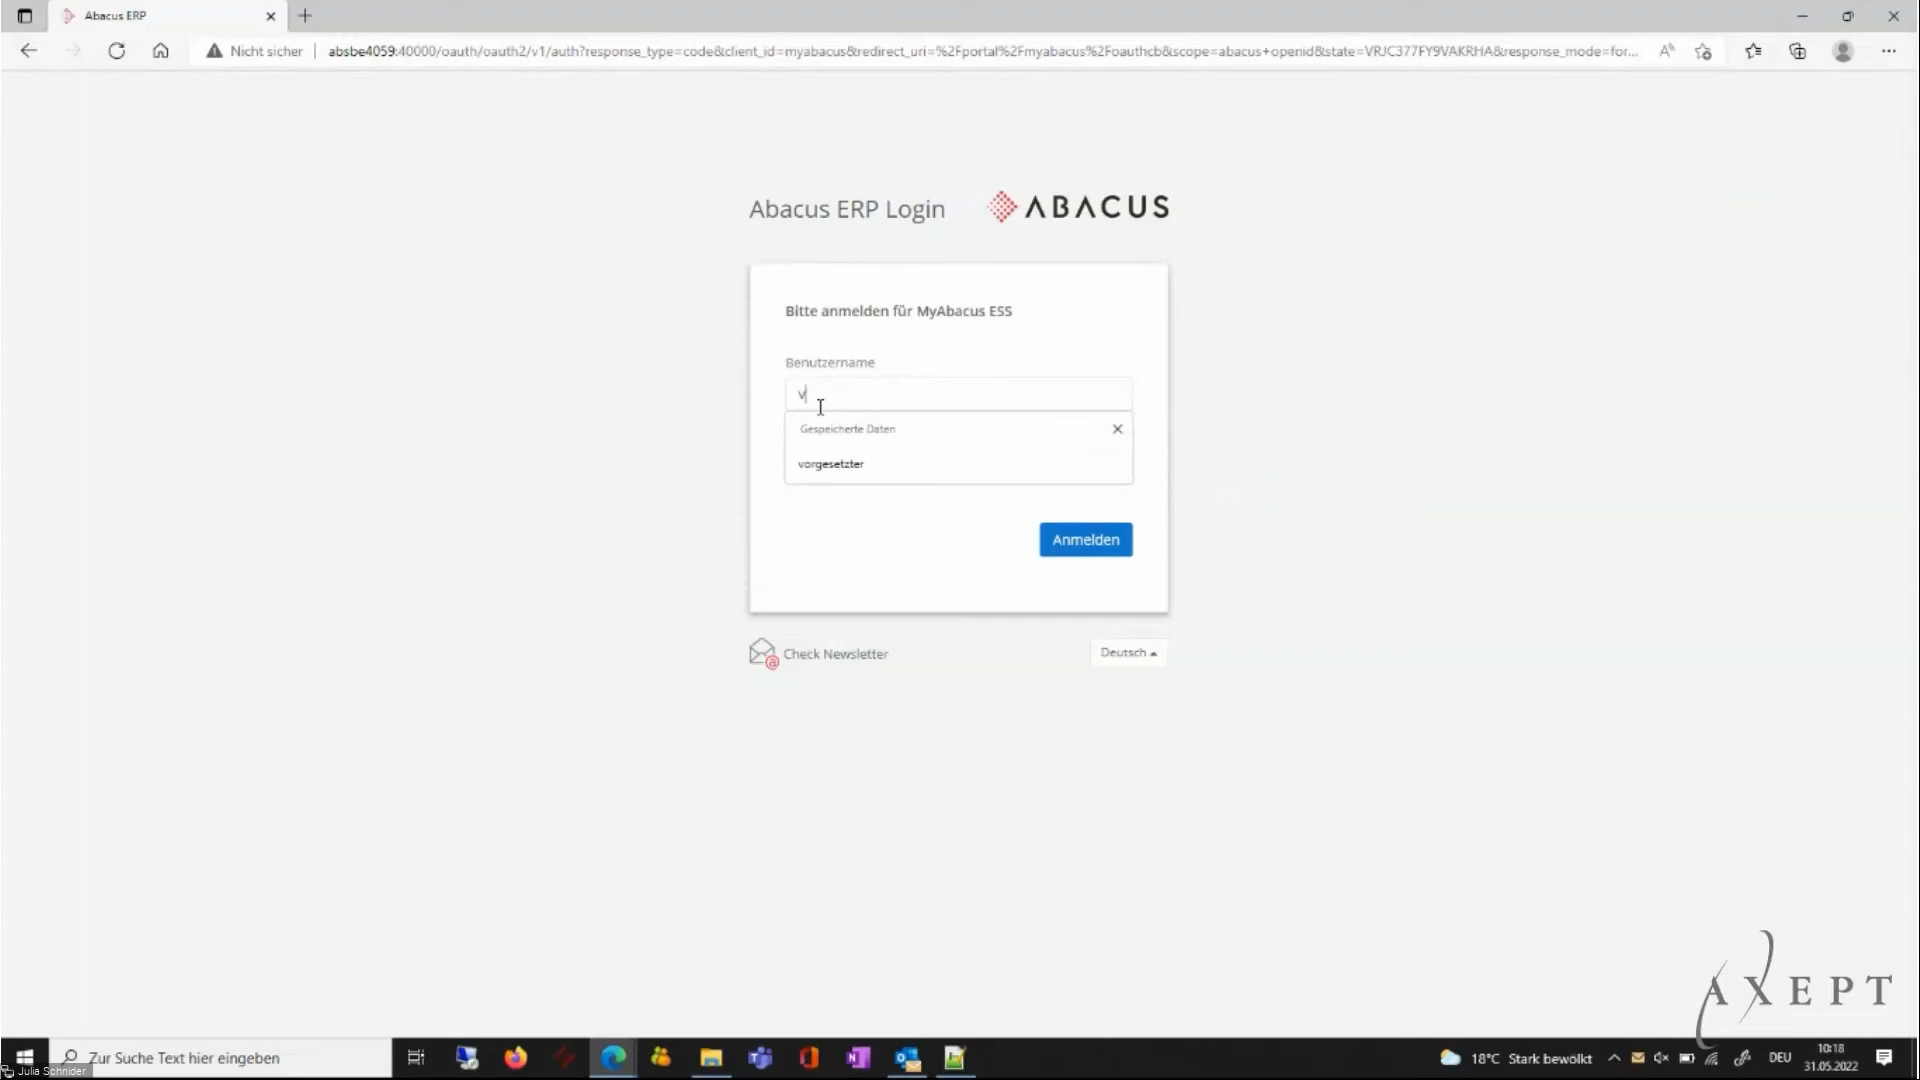 Abacus ERP
Nicht sicher
absbe4059:40000/oauth/oauth2/v1/auth?response_type=code&client_id=myabacus&redirect_uri=%2Fportal%2Fmyabacus%2Foauthcb&scope=abacus+openid&state=VRJC377FY9VAKRHA&response_mode=for...
Abacus ERP Login
ABACUS
Bitte anmelden für MyAbacus ESS
Benutzername
v
Gespeicherte Daten
vorgesetzter
Anmelden
Check Newsletter
Deutsch
AXEPT
Zur Suche Text hier eingeben
18°C Stark bewölkt
DEU
10:18
31.05.2022
Julia Schnider